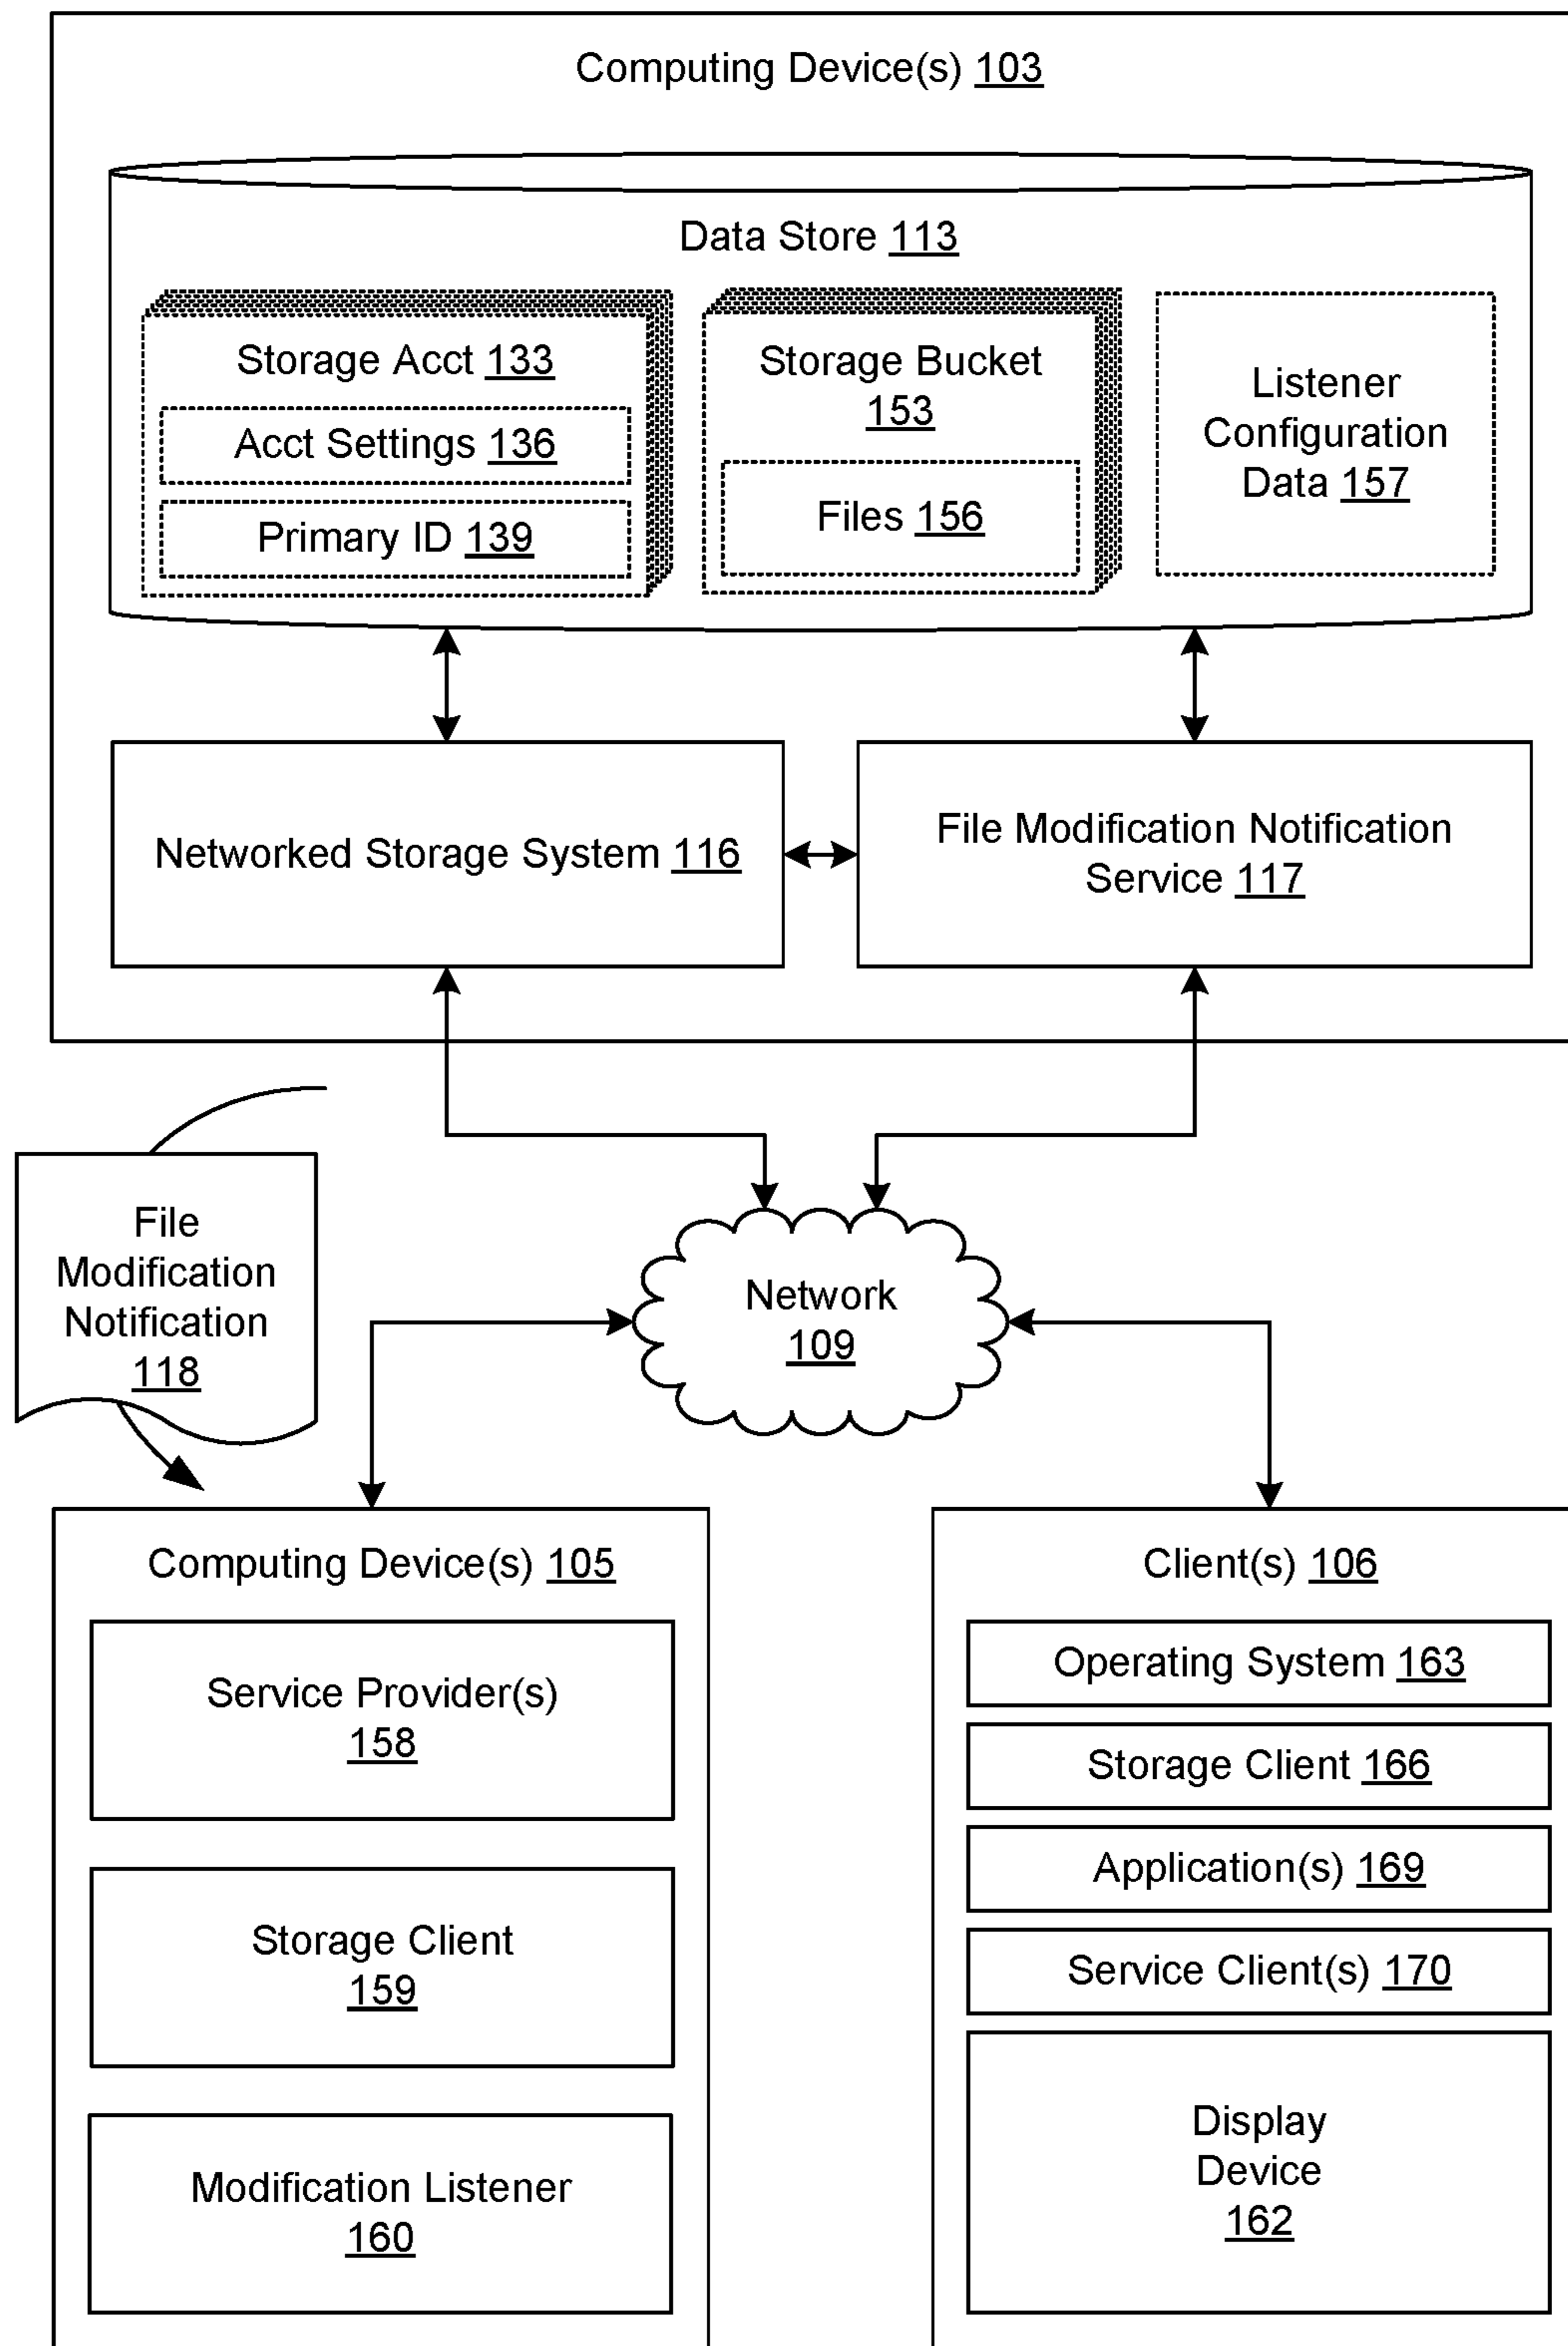 Computing Device(s) 103
Data Store 113
Storage Acct 133
Acct Settings 136
Primary ID 139
Storage Bucket
153
Files 156
Listener
Configuration
Data 157
Networked Storage System 116
File Modification Notification
Service 117
File
Modification
Notification
118
Network
109
Computing Device(s) 105
Service Provider(s)
158
Storage Client
159
Modification Listener
160
Client(s) 106
Operating System 163
Storage Client 166
Application(s) 169
Service Client(s) 170
Display
Device
162